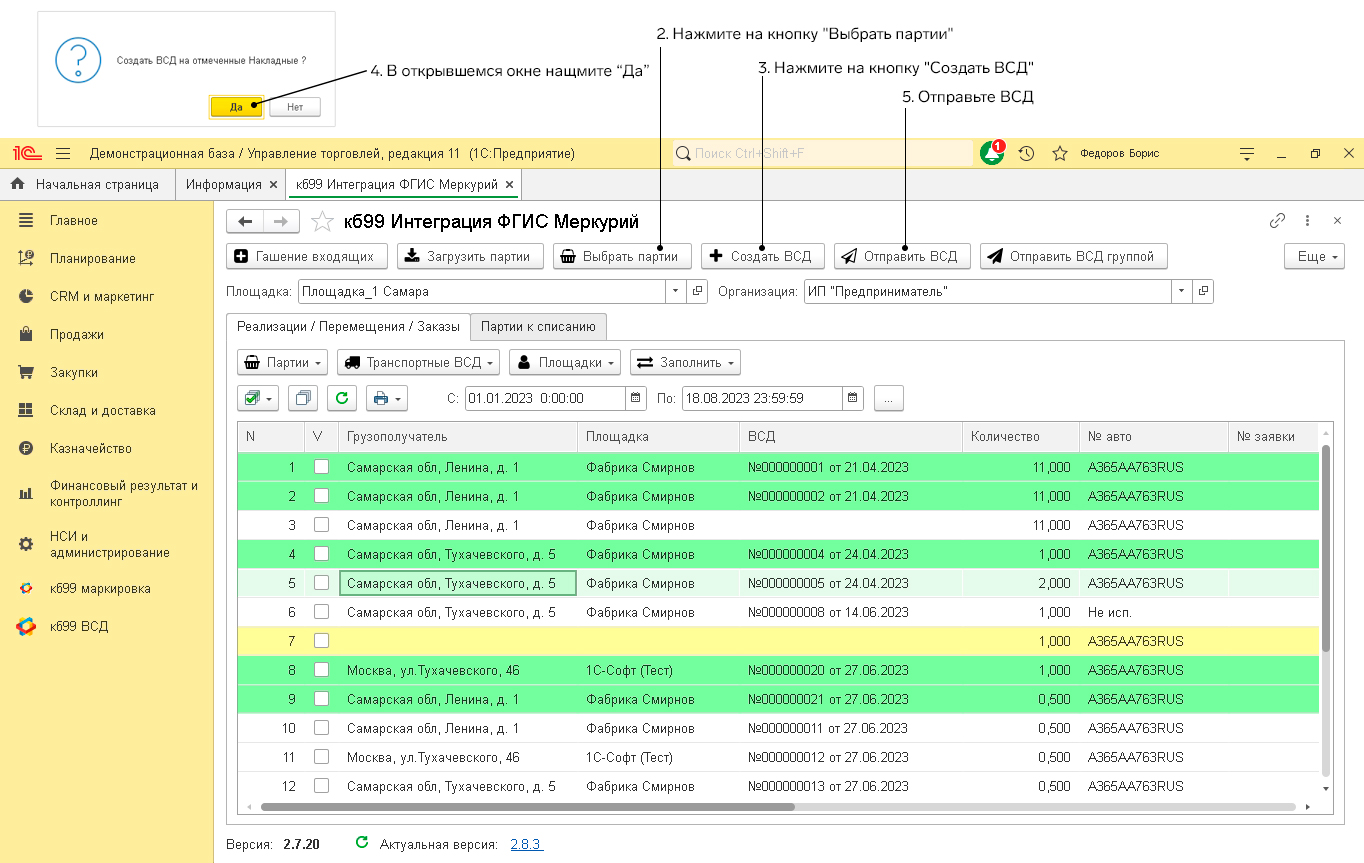 2. Нажмите на кнопку "Выбрать партии"
Создать ВСД на отмеченные Накладные ?
3. Нажмите на кнопку "Создать ВСД"
4. В открывшемся окне нащмите “Да”
5. Отправьте ВСД
Да Нет
1С Демонстрационная база / Управление торговлей, редакция 11 (1С:Предприятие) Поиск Ctrl+Shift+F 1 Федоров Борис
Начальная страница Информация × кб99 Интеграция ФГИС Меркурий ×
Главное
Планирование
CRM и маркетинг
Продажи
Закупки
Склад и доставка
Казначейство
Финансовый результат и
контроллинг
НСИ и
администрирование
кб99 маркировка
кб99 ВСД
кб99 Интеграция ФГИС Меркурий
Гашение входящих Загрузить партии Выбрать партии Создать ВСД Отправить ВСД Отправить ВСД группой Еще
Площадка: Площадка_1 Самара Организация: ИП "Предприниматель"
Реализации / Перемещения / Заказы Партии к списанию
Партии Транспортные ВСД Площадки Заполнить
С: 01.01.2023 0:00:00 По: 18.08.2023 23:59:59 ...
N V Грузополучатель Площадка ВСД Количество № авто № заявки
1 Самарская обл, Ленина, д. 1 Фабрика Смирнов №000000001 от 21.04.2023 11,000 А365АА763RUS
2 Самарская обл, Ленина, д. 1 Фабрика Смирнов №000000002 от 21.04.2023 11,000 А365АА763RUS
3 Самарская обл, Ленина, д. 1 Фабрика Смирнов 11,000 А365АА763RUS
4 Самарская обл, Тухачевского, д. 5 Фабрика Смирнов №000000004 от 24.04.2023 1,000 А365АА763RUS
5 Самарская обл, Тухачевского, д. 5 Фабрика Смирнов №000000005 от 24.04.2023 2,000 А365АА763RUS
6 Самарская обл, Тухачевского, д. 5 Фабрика Смирнов №000000008 от 14.06.2023 1,000 Не исп.
7 1,000 А365АА763RUS
8 Москва, ул.Тухачевского, 46 1С-Софт (Тест) №000000020 от 27.06.2023 1,000 А365АА763RUS
9 Самарская обл, Ленина, д. 1 Фабрика Смирнов №000000021 от 27.06.2023 0,500 А365АА763RUS
10 Самарская обл, Ленина, д. 1 Фабрика Смирнов №000000011 от 27.06.2023 0,500 А365АА763RUS
11 Москва, ул.Тухачевского, 46 1С-Софт (Тест) №000000012 от 27.06.2023 0,500 А365АА763RUS
12 Самарская обл, Тухачевского, д. 5 Фабрика Смирнов №000000013 от 27.06.2023 0,500 А365АА763RUS
Версия: 2.7.20 Актуальная версия: 2.8.3